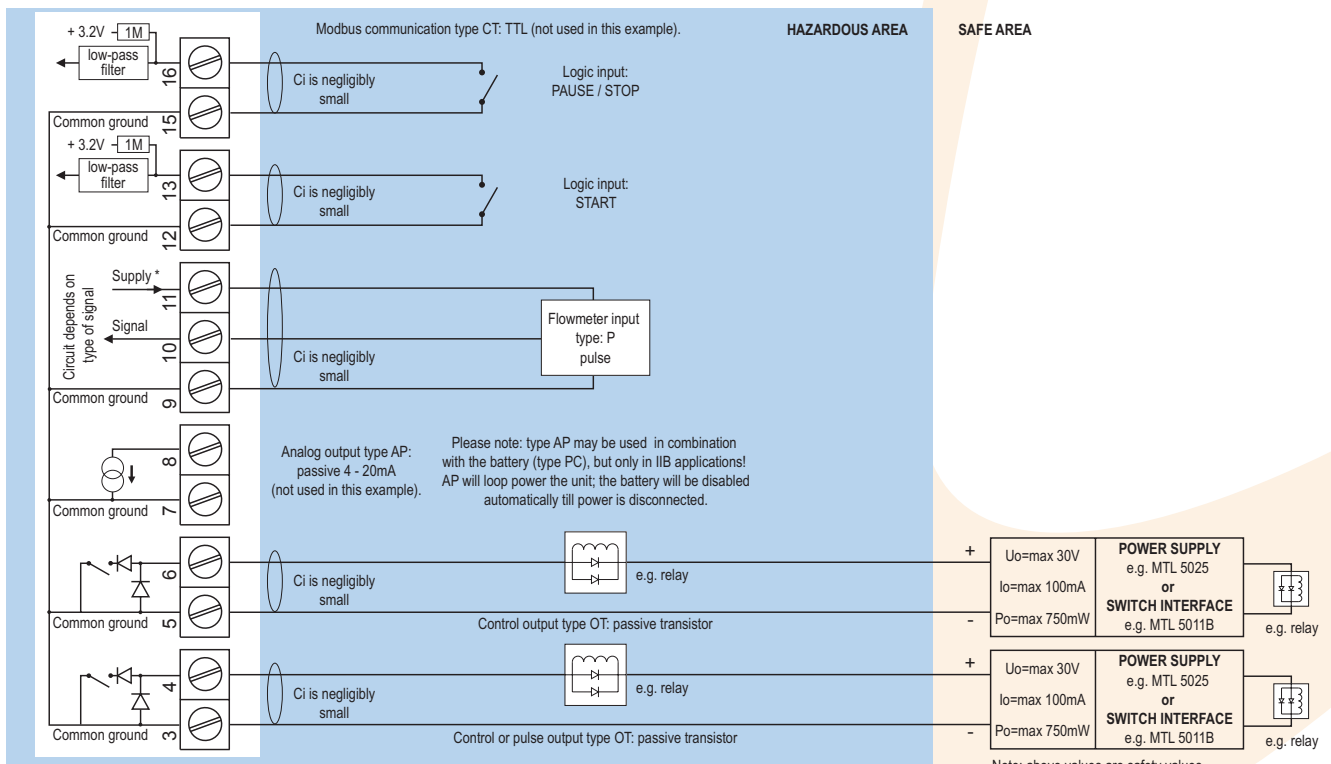 Modbus communication type CT: TTL (not used in this example).
HAZARDOUS AREA
SAFE AREA
+ 3.2V
1M
low-pass
filter
16
Ci is negligibly
small
Logic input:
PAUSE / STOP
Common ground
15
+ 3.2V
1M
low-pass
filter
13
Ci is negligibly
small
Logic input:
START
Common ground
12
Circuit depends on
type of signal
Supply *
11
Signal
10
Flowmeter input
type: P
pulse
Ci is negligibly
small
Common ground
9
8
Analog output type AP:
passive 4 - 20mA
(not used in this example).
Please note: type AP may be used in combination
with the battery (type PC), but only in IIB applications!
AP will loop power the unit; the battery will be disabled
automatically till power is disconnected.
Common ground
7
6
Ci is negligibly
small
e.g. relay
+
Uo=max 30V
Io=max 100mA
Po=max 750mW
POWER SUPPLY
e.g. MTL 5025
or
SWITCH INTERFACE
e.g. MTL 5011B
e.g. relay
Common ground
5
Control output type OT: passive transistor
-
4
Ci is negligibly
small
e.g. relay
+
Uo=max 30V
Io=max 100mA
Po=max 750mW
POWER SUPPLY
e.g. MTL 5025
or
SWITCH INTERFACE
e.g. MTL 5011B
e.g. relay
Common ground
3
Control or pulse output type OT: passive transistor
-
Note: above values are safety values